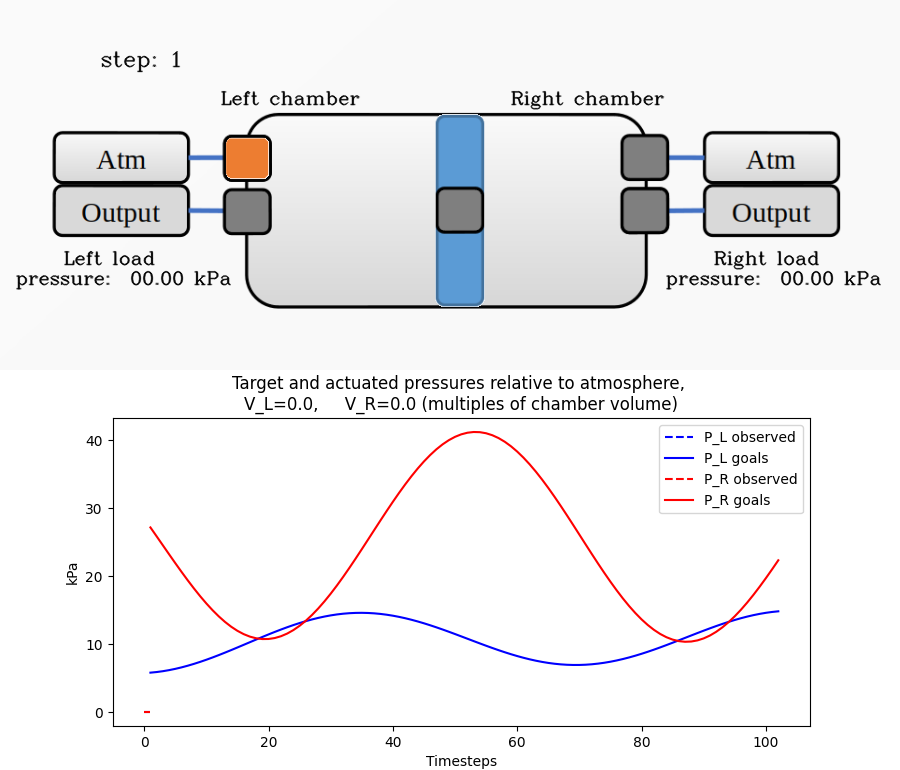 step: 1
Left chamber
Right chamber
Atm
Atm
Output
Output
Left load
pressure: 00.00 kPa
Right load
pressure: 00.00 kPa
Target and actuated pressures relative to atmosphere,
V_L=0.0, V_R=0.0 (multiples of chamber volume)
P_L observed
P_L goals
P_R observed
P_R goals
40
30
20
10
0
kPa
0 20 40 60 80 100
Timesteps